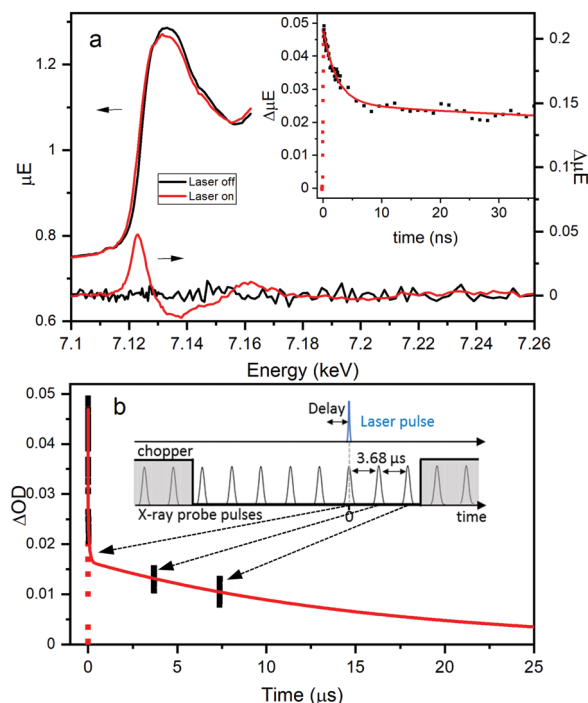 a
1.2
1
0.8
0.6
μE
7.1
7.12
7.14
7.16
7.18
7.2
7.22
7.24
7.26
Energy (keV)
0.20
0.15
0.10
0.05
0
ΔμE
Laser off
Laser on
0.05
0.04
0.03
0.02
0.01
0
ΔμE
0
10
20
30
time (ns)
b
0.05
0.04
0.03
0.02
0.01
0
ΔOD
0
5
10
15
20
25
Time (μs)
Delay
Laser pulse
chopper
3.68 μs
X-ray probe pulses
0
time